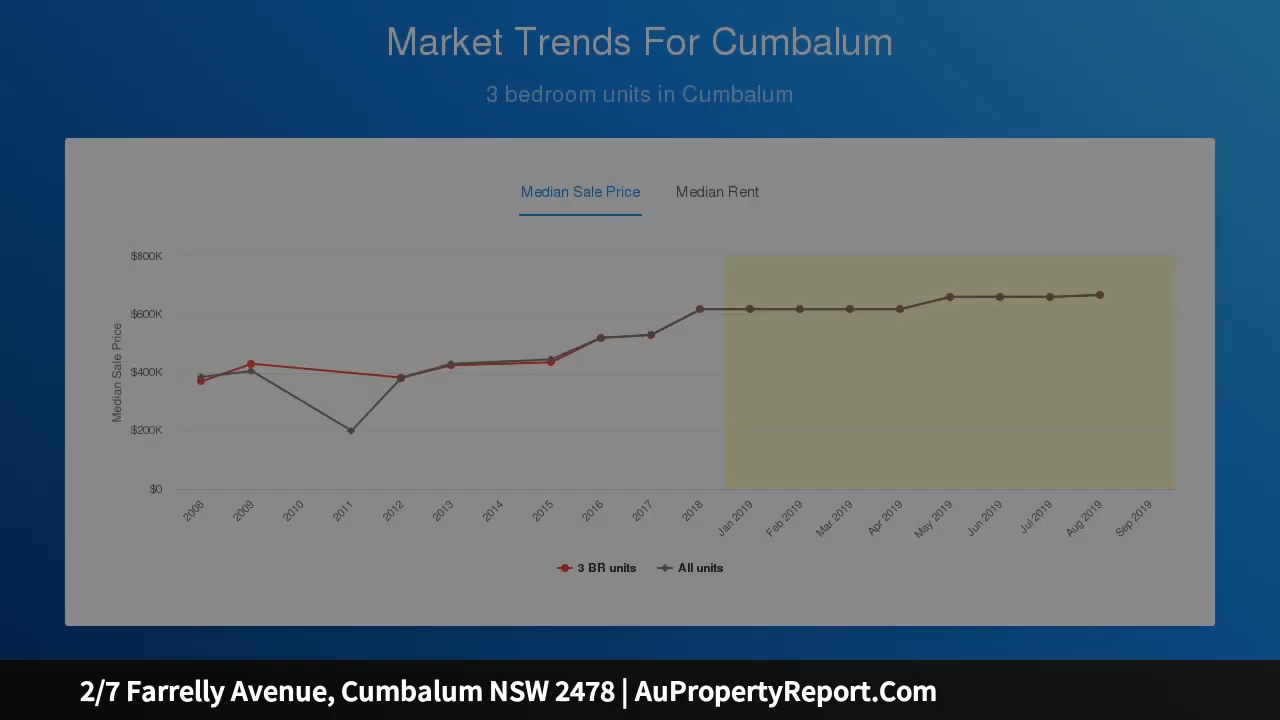 Market Trends For Cumbalum
3 bedroom units in Cumbalum
Median Sale Price Median Rent
Median Sale Price
$800K
$600K
$400K
$200K
$0
2008 2009 2010 2011 2012 2013 2014 2015 2016 2017 2018 Jan 2019 Feb 2019 Mar 2019 Apr 2019 May 2019 Jun 2019 Jul 2019 Aug 2019 Sep 2019
3 BR units All units
2/7 Farrelly Avenue, Cumbalum NSW 2478 | AuPropertyReport.Com